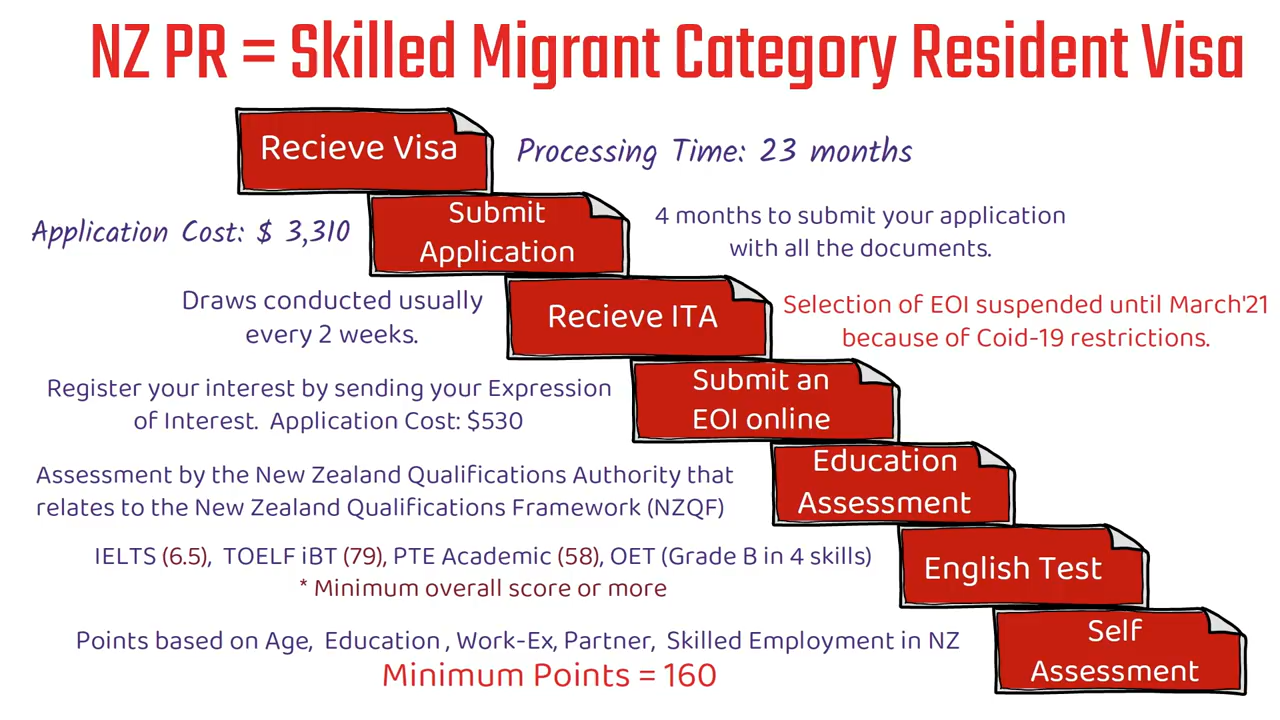 NZ PR = Skilled Migrant Category Resident Visa
Recieve Visa
Processing Time: 23 months
Application Cost: $ 3,310
Submit
Application
4 months to submit your application
with all the documents.
Draws conducted usually
every 2 weeks.
Recieve ITA
Selection of EOI suspended until March'21
because of Coid-19 restrictions.
Register your interest by sending your Expression
of Interest. Application Cost: $530
Submit an
EOI online
Assessment by the New Zealand Qualifications Authority that
relates to the New Zealand Qualifications Framework (NZQF)
Education
Assessment
IELTS (6.5), TOELF iBT (79), PTE Academic (58), OET (Grade B in 4 skills)
* Minimum overall score or more
English Test
Points based on Age, Education , Work-Ex, Partner, Skilled Employment in NZ
Minimum Points = 160
Self
Assessment